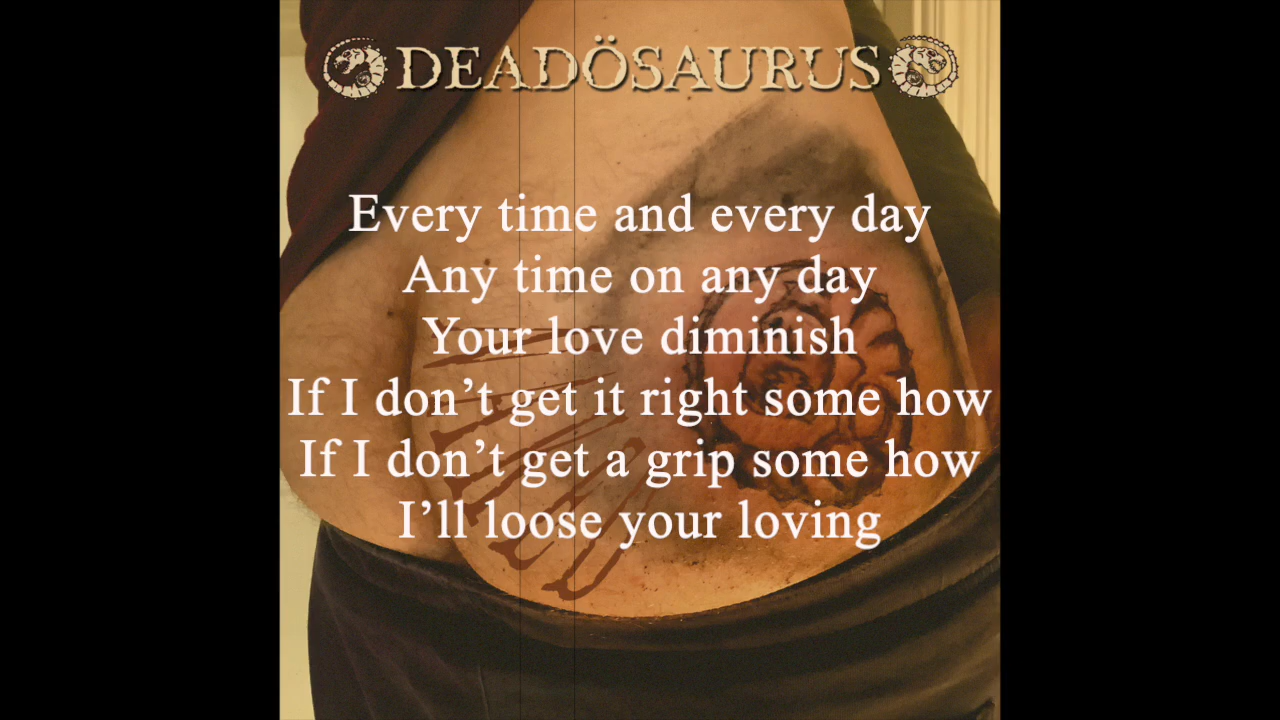 DEADÖSAURUS
Every time and every day
Any time on any day
Your love diminish
If I don’t get it right some how
If I don’t get a grip some how
I’ll loose your loving